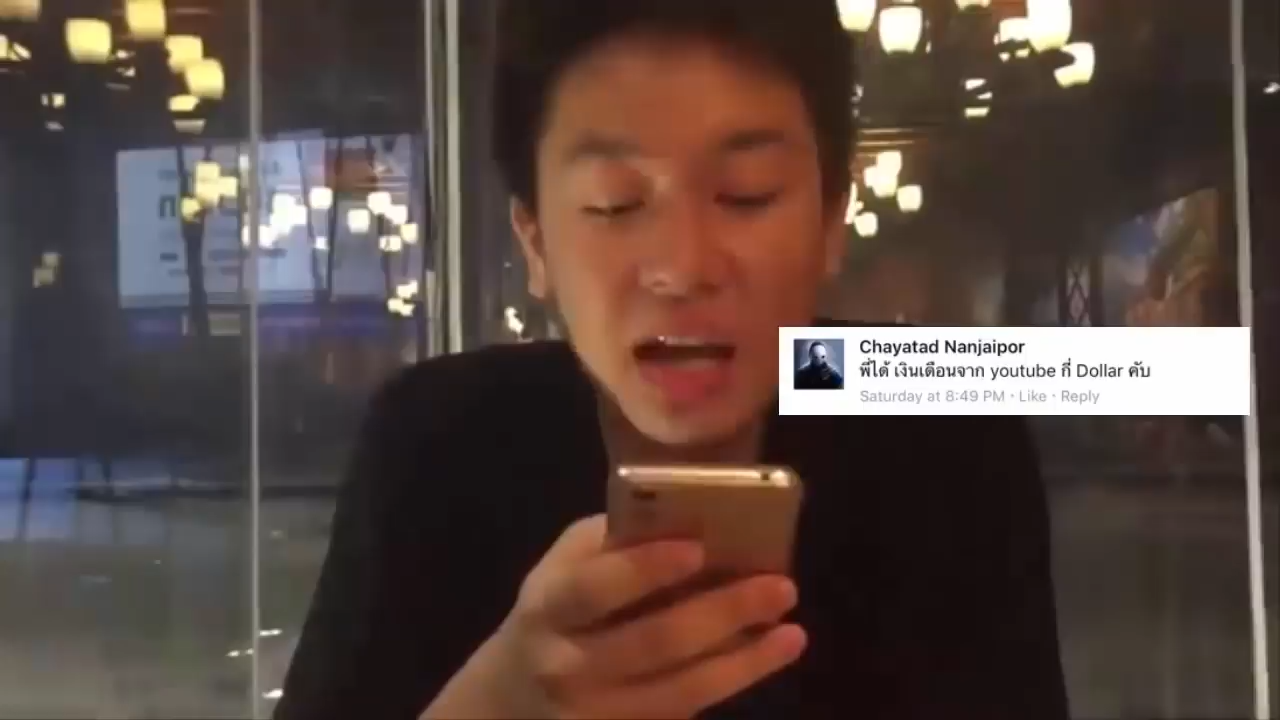 Chayatad Nanjaipor
พี่ได้ เงินเดือนจาก youtube กี่ Dollar คับ
Saturday at 8:49 PM · Like · Reply